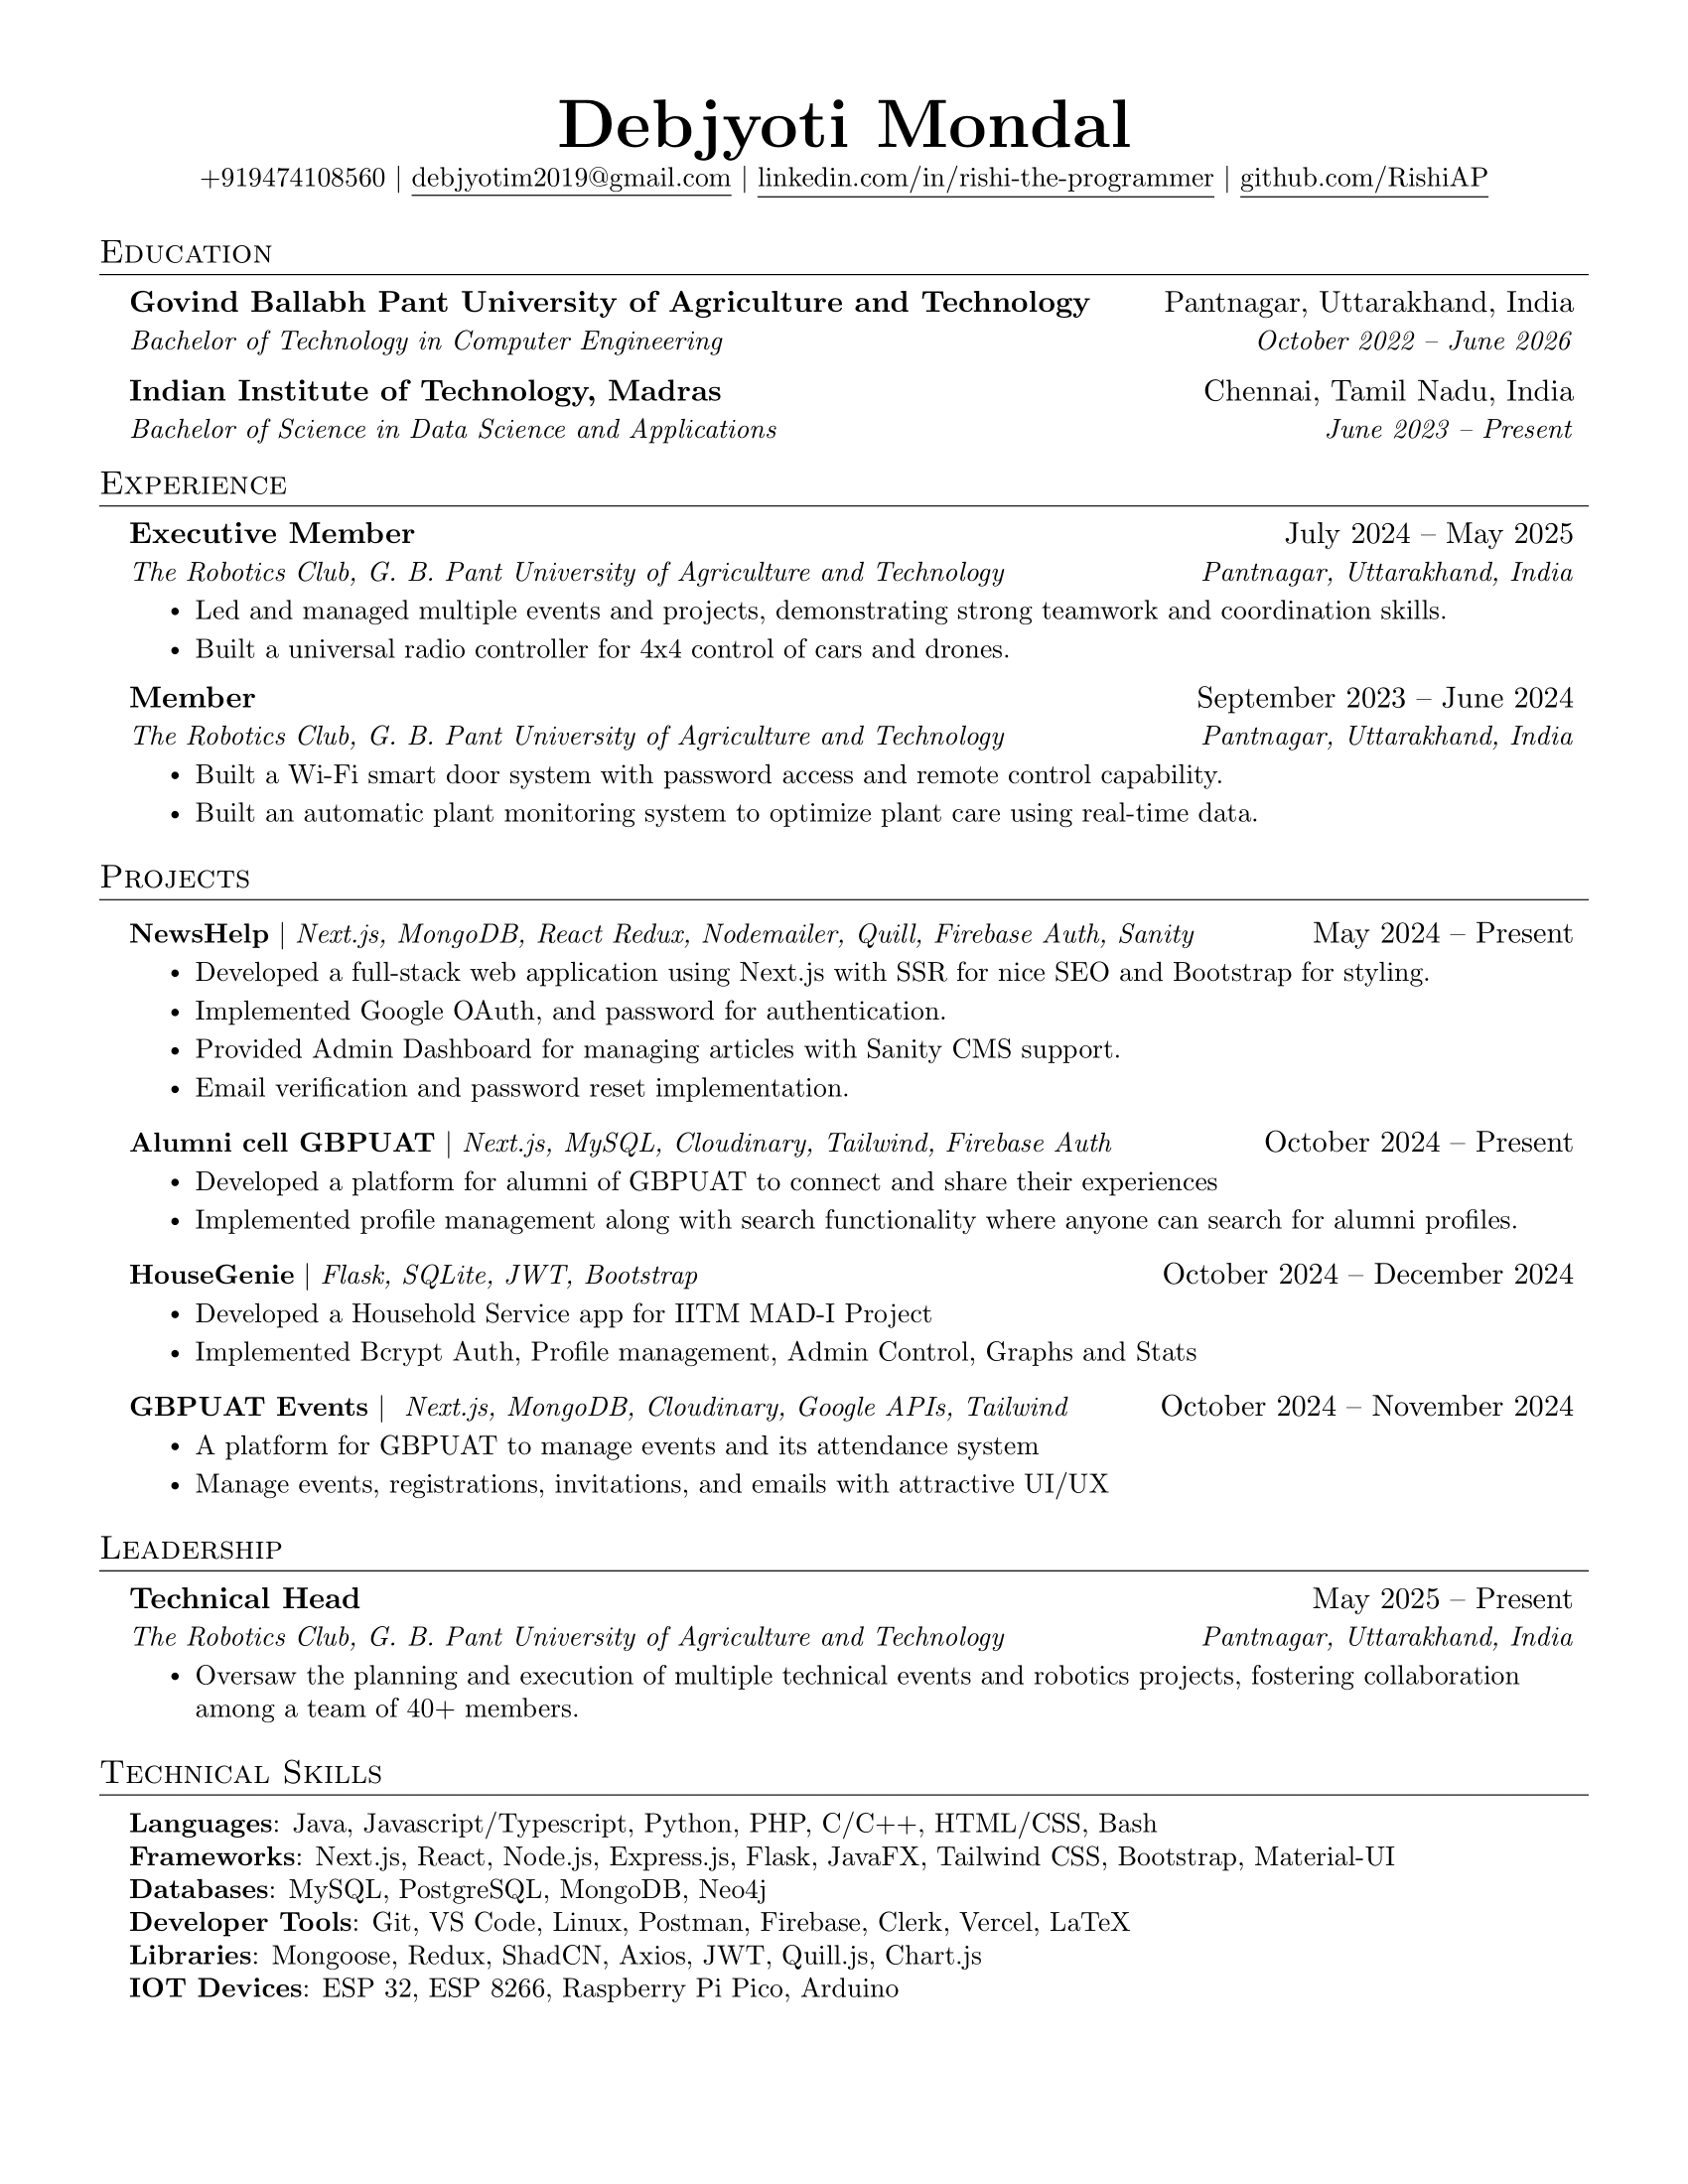 Debjyoti Mondal
+919474108560 | debjyotim2019@gmail.com | linkedin.com/in/rishi-the-programmer | github.com/RishiAP
Education
Govind Ballabh Pant University of Agriculture and Technology Pantnagar, Uttarakhand, India
Bachelor of Technology in Computer Engineering October 2022 – June 2026
Indian Institute of Technology, Madras Chennai, Tamil Nadu, India
Bachelor of Science in Data Science and Applications June 2023 – Present
Experience
Executive Member July 2024 – May 2025
The Robotics Club, G. B. Pant University of Agriculture and Technology Pantnagar, Uttarakhand, India
• Led and managed multiple events and projects, demonstrating strong teamwork and coordination skills.
• Built a universal radio controller for 4x4 control of cars and drones.
Member September 2023 – June 2024
The Robotics Club, G. B. Pant University of Agriculture and Technology Pantnagar, Uttarakhand, India
• Built a Wi-Fi smart door system with password access and remote control capability.
• Built an automatic plant monitoring system to optimize plant care using real-time data.
Projects
NewsHelp | Next.js, MongoDB, React Redux, Nodemailer, Quill, Firebase Auth, Sanity May 2024 – Present
• Developed a full-stack web application using Next.js with SSR for nice SEO and Bootstrap for styling.
• Implemented Google OAuth, and password for authentication.
• Provided Admin Dashboard for managing articles with Sanity CMS support.
• Email verification and password reset implementation.
Alumni cell GBPUAT | Next.js, MySQL, Cloudinary, Tailwind, Firebase Auth October 2024 – Present
• Developed a platform for alumni of GBPUAT to connect and share their experiences
• Implemented profile management along with search functionality where anyone can search for alumni profiles.
HouseGenie | Flask, SQLite, JWT, Bootstrap October 2024 – December 2024
• Developed a Household Service app for IITM MAD-I Project
• Implemented Bcrypt Auth, Profile management, Admin Control, Graphs and Stats
GBPUAT Events | Next.js, MongoDB, Cloudinary, Google APIs, Tailwind October 2024 – November 2024
• A platform for GBPUAT to manage events and its attendance system
• Manage events, registrations, invitations, and emails with attractive UI/UX
Leadership
Technical Head May 2025 – Present
The Robotics Club, G. B. Pant University of Agriculture and Technology Pantnagar, Uttarakhand, India
• Oversaw the planning and execution of multiple technical events and robotics projects, fostering collaboration
among a team of 40+ members.
Technical Skills
Languages: Java, Javascript/Typescript, Python, PHP, C/C++, HTML/CSS, Bash
Frameworks: Next.js, React, Node.js, Express.js, Flask, JavaFX, Tailwind CSS, Bootstrap, Material-UI
Databases: MySQL, PostgreSQL, MongoDB, Neo4j
Developer Tools: Git, VS Code, Linux, Postman, Firebase, Clerk, Vercel, LaTeX
Libraries: Mongoose, Redux, ShadCN, Axios, JWT, Quill.js, Chart.js
IOT Devices: ESP 32, ESP 8266, Raspberry Pi Pico, Arduino